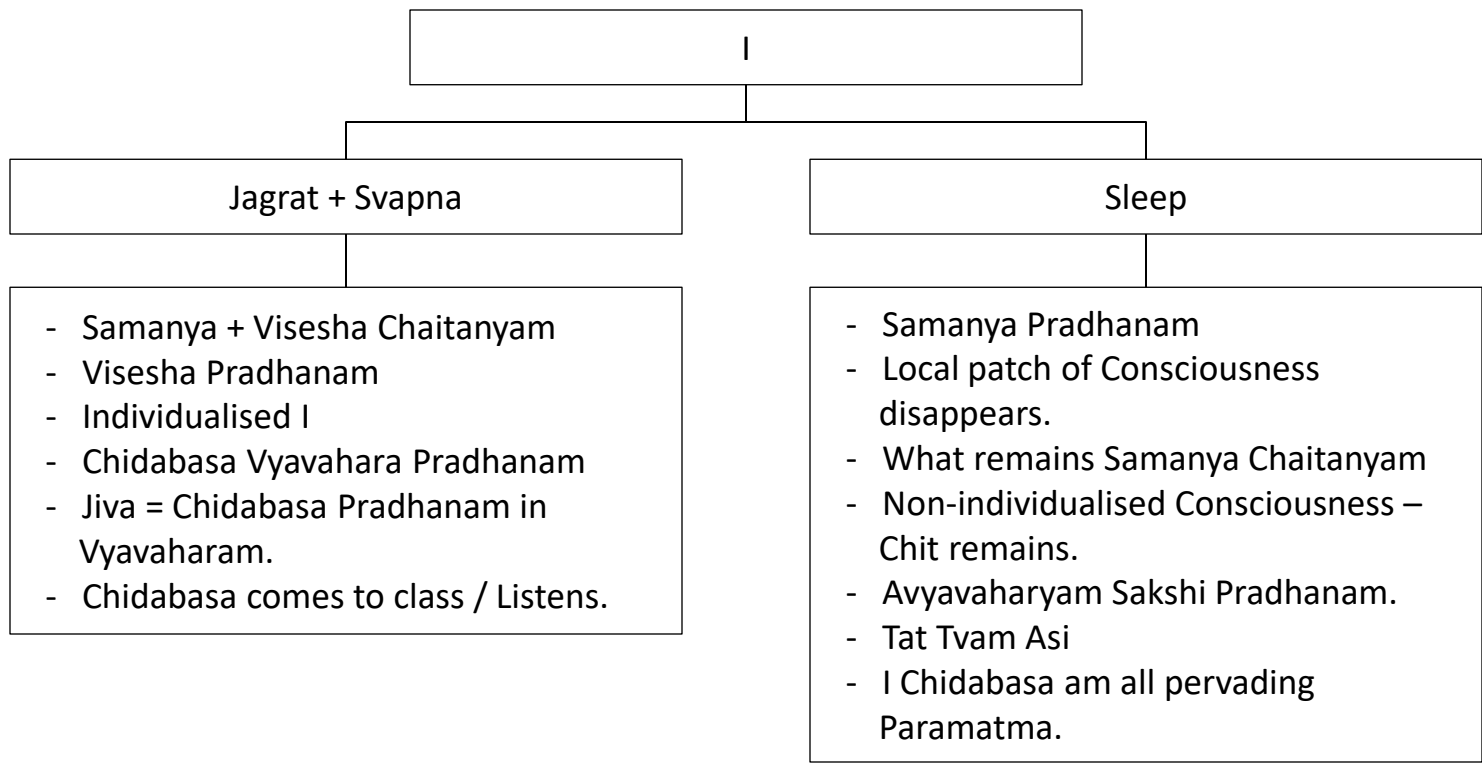 I
Jagrat + Svapna
- Samanya + Visesha Chaitanyam
- Visesha Pradhanam
- Individualised I
- Chidabasa Vyavahara Pradhanam
- Jiva = Chidabasa Pradhanam in
Vyavaharam.
- Chidabasa comes to class / Listens.
Sleep
- Samanya Pradhanam
- Local patch of Consciousness
disappears.
- What remains Samanya Chaitanyam
- Non-individualised Consciousness –
Chit remains.
- Avyavaharyam Sakshi Pradhanam.
- Tat Tvam Asi
- I Chidabasa am all pervading
Paramatma.